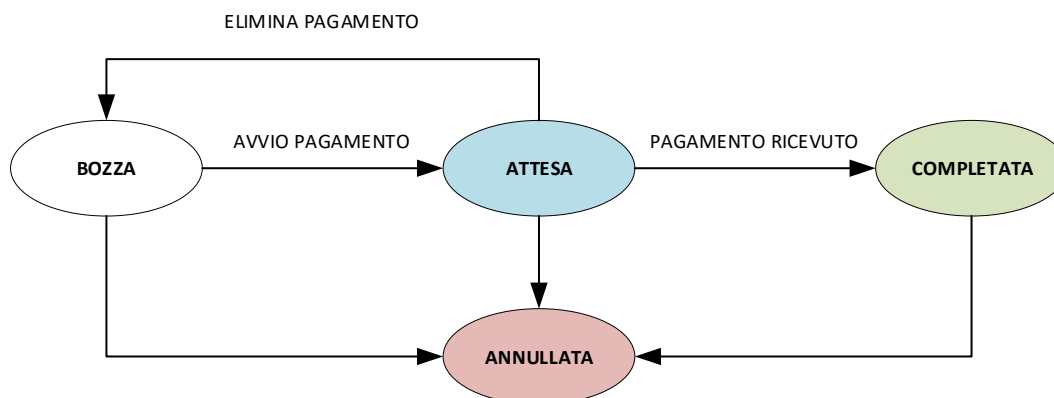 ELIMINA PAGAMENTO
BOZZA
AVVIO PAGAMENTO
ATTESA
PAGAMENTO RICEVUTO
COMPLETATA
ANNULLATA